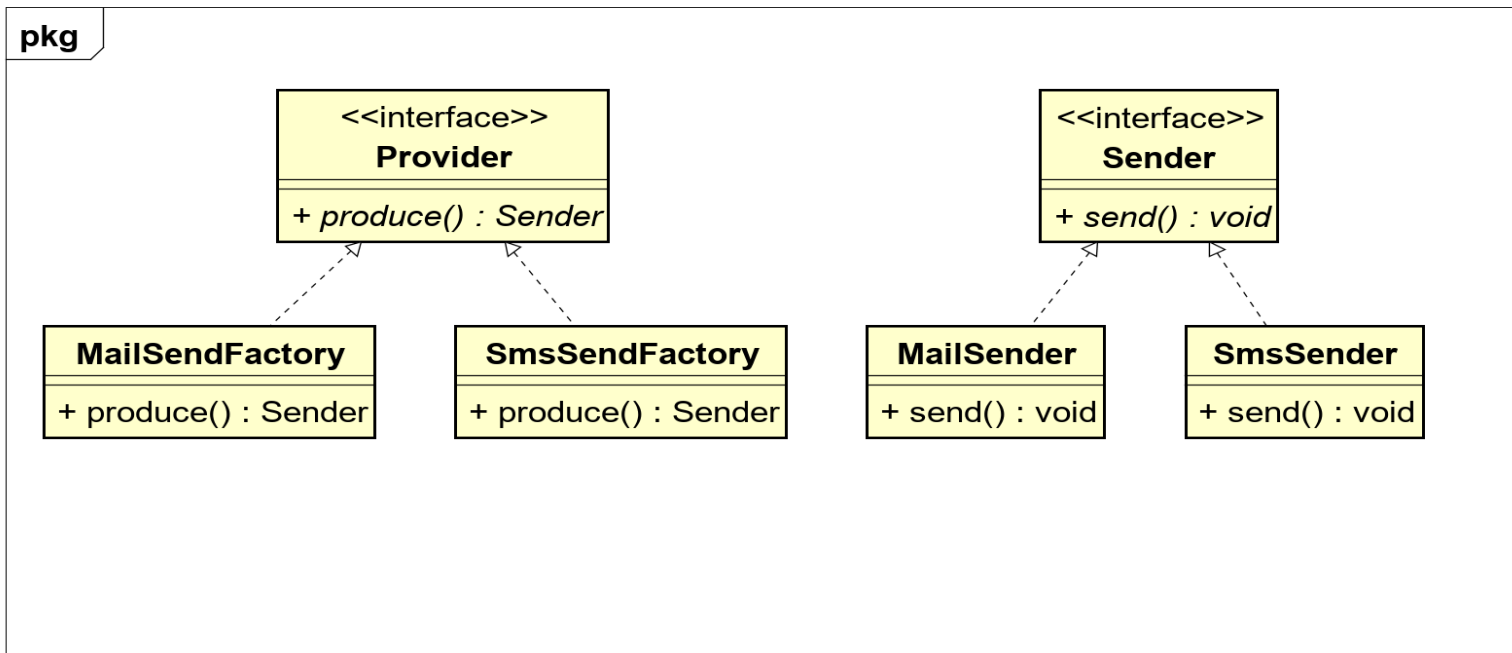 pkg
<<interface>>
Provider
+ produce() : Sender
<<interface>>
Sender
+ send() : void
MailSendFactory
+ produce() : Sender
SmsSendFactory
+ produce() : Sender
MailSender
+ send() : void
SmsSender
+ send() : void